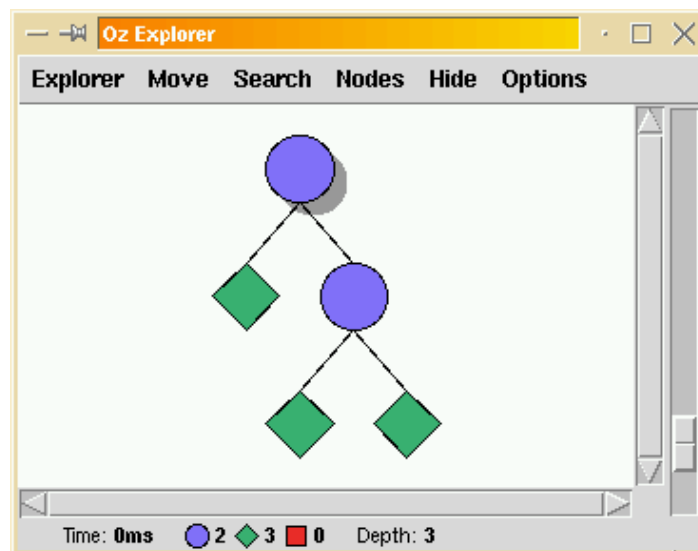 Oz Explorer
Explorer Move Search Nodes Hide Options
Time: 0ms 2 3 0 Depth: 3